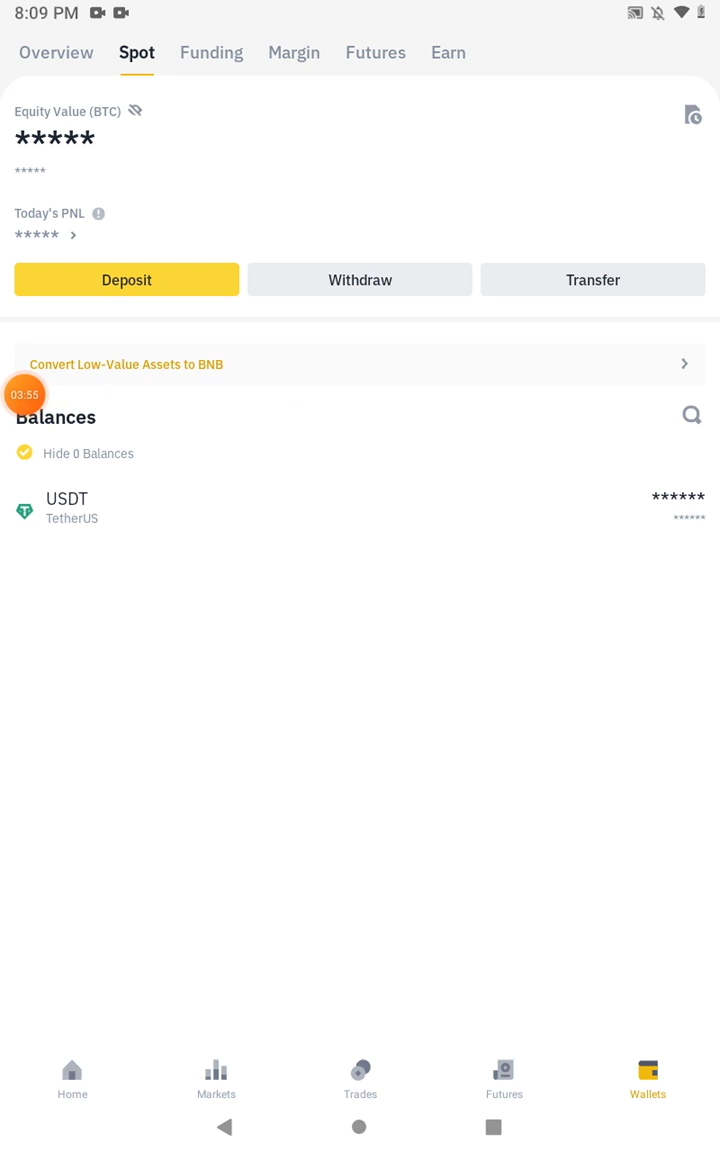 8:09 PM
Overview Spot Funding Margin Futures Earn
Equity Value (BTC)
*****
*****
Today's PNL
***** >
Deposit Withdraw Transfer
Convert Low-Value Assets to BNB
03:55
Balances
Hide 0 Balances
USDT ******
TetherUS ******
Home Markets Trades Futures Wallets